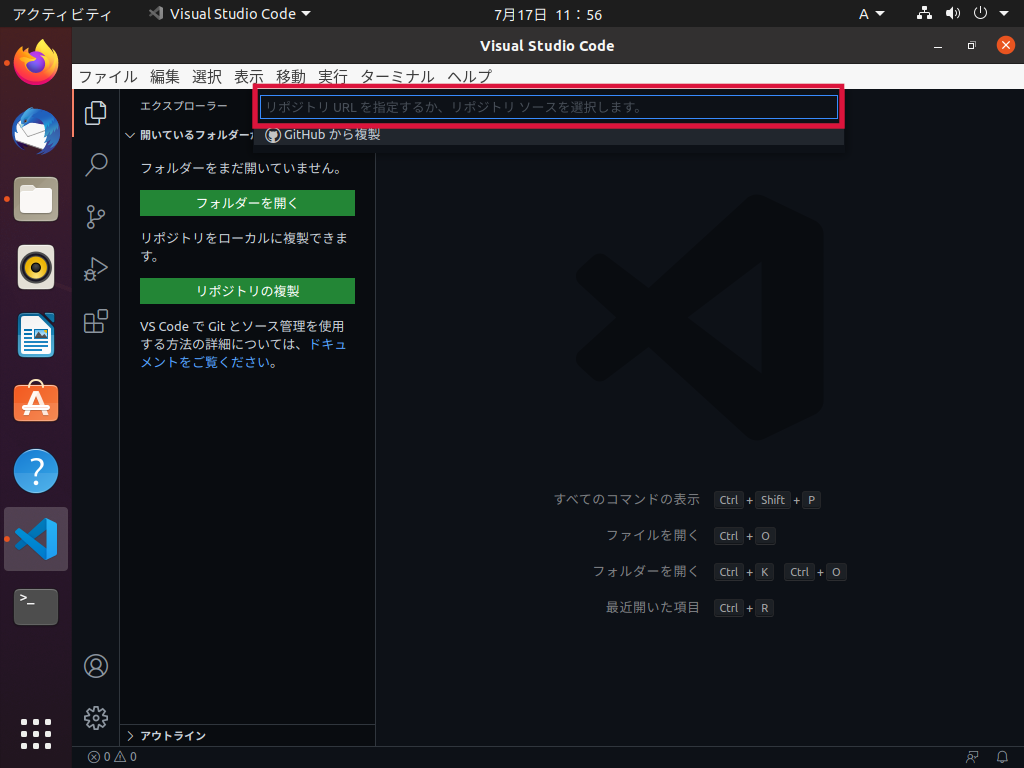 アクティビティ
Visual Studio Code
7月17日 11：56
A
Visual Studio Code
ファイル 編集 選択 表示 移動 実行 ターミナル ヘルプ
エクスプローラー
リポジトリ URL を指定するか、リポジトリ ソースを選択します。
開いているフォルダーが
GitHub から複製
フォルダーをまだ開いていません。
フォルダーを開く
リポジトリをローカルに複製できま
す。
リポジトリの複製
VS Code で Git とソース管理を使用
する方法の詳細については、ドキュ
メントをご覧ください。
すべてのコマンドの表示 Ctrl + Shift + P
ファイルを開く Ctrl + O
フォルダーを開く Ctrl + K Ctrl + O
最近開いた項目 Ctrl + R
アウトライン
0 0